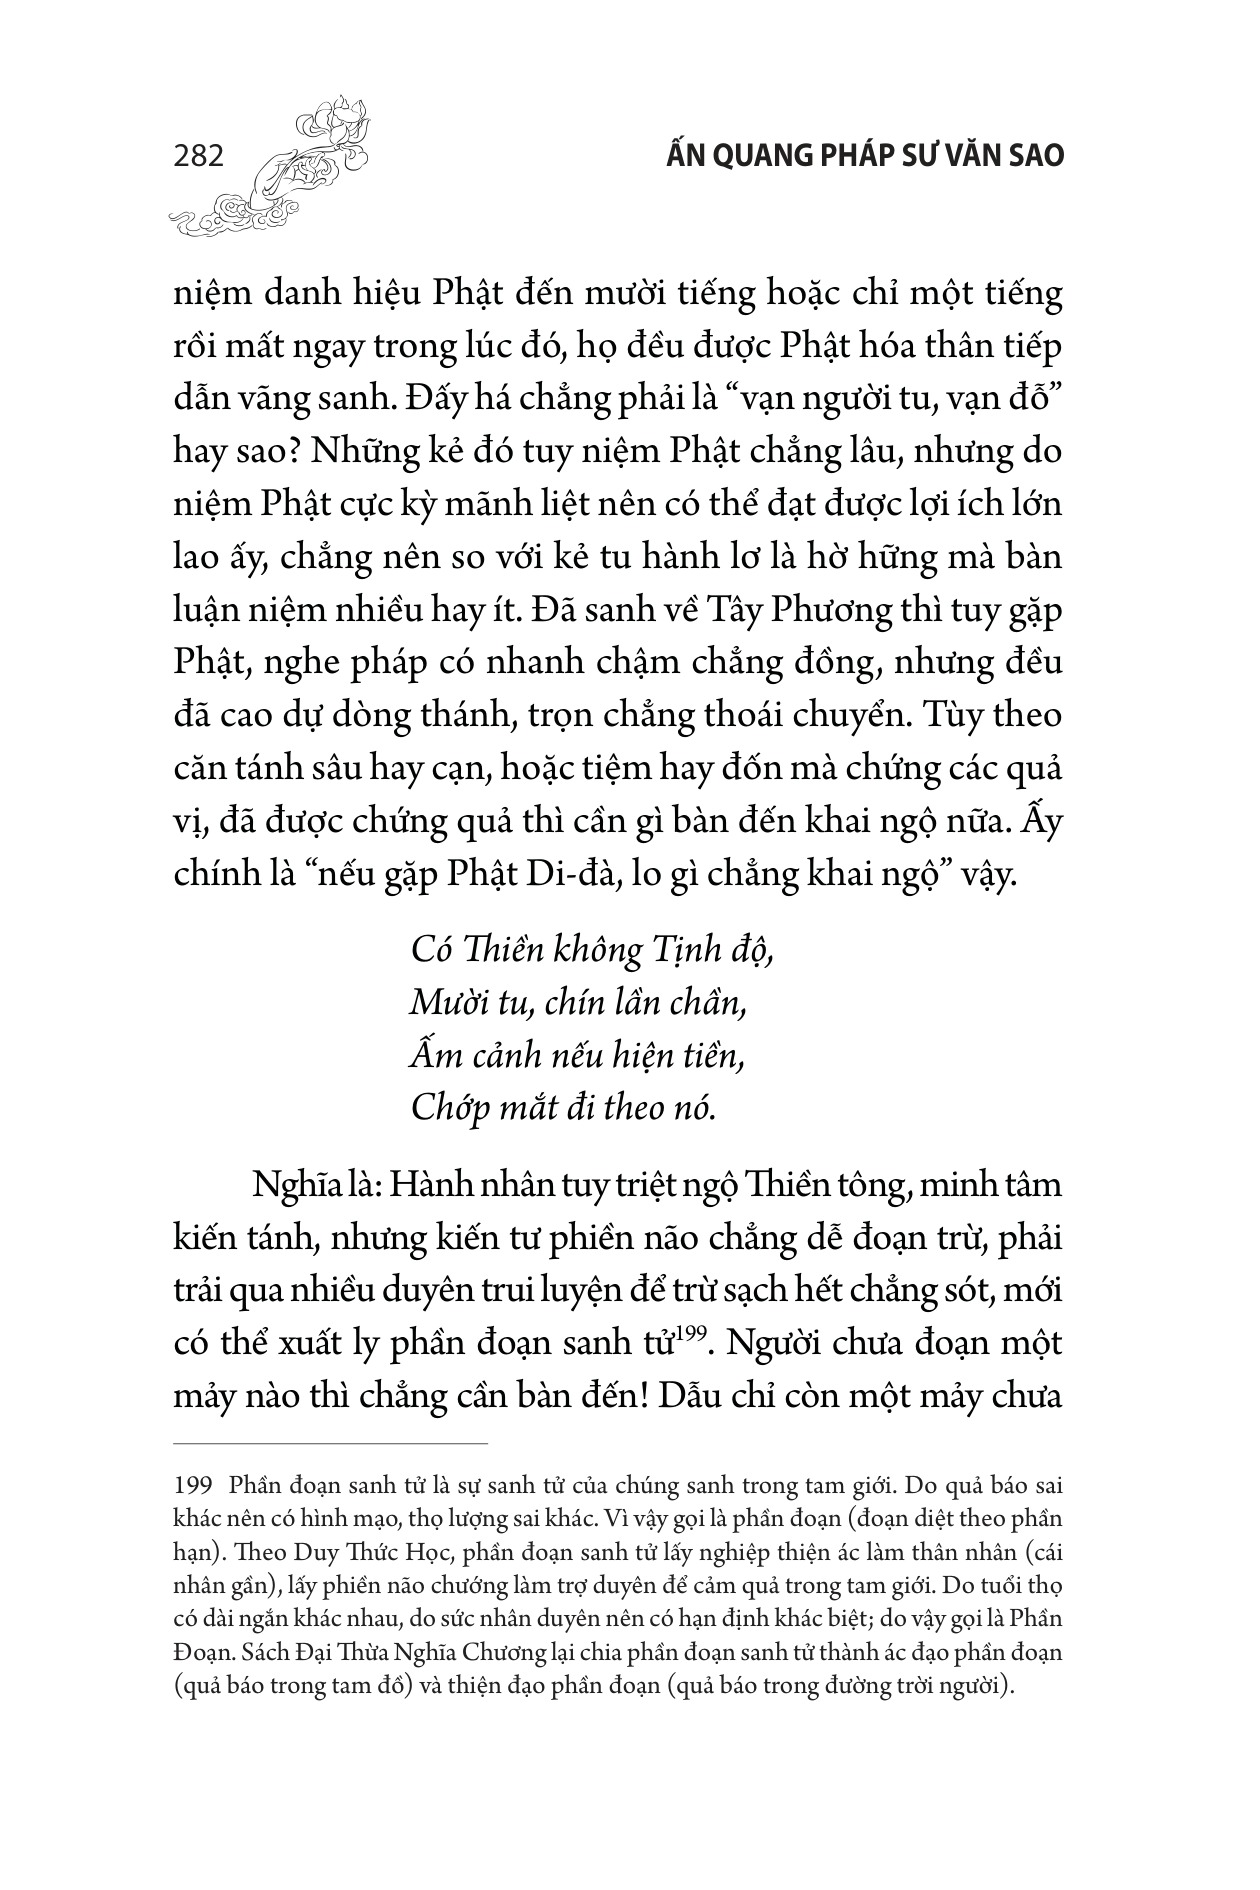 282
ẤN QUANG PHÁP SƯ VĂN SAO
niệm danh hiệu Phật đến mười tiếng hoặc chỉ một tiếng
rồi mất ngay trong lúc đó, họ đều được Phật hóa thân tiếp
dẫn vãng sanh. Đấy há chẳng phải là “vạn người tu, vạn đỗ”
hay sao? Những kẻ đó tuy niệm Phật chẳng lâu, nhưng do
niệm Phật cực kỳ mãnh liệt nên có thể đạt được lợi ích lớn
lao ấy, chẳng nên so với kẻ tu hành lơ là hờ hững mà bàn
luận niệm nhiều hay ít. Đã sanh về Tây Phương thì tuy gặp
Phật, nghe pháp có nhanh chậm chẳng đồng, nhưng đều
đã cao dự dòng thánh, trọn chẳng thoái chuyển. Tùy theo
căn tánh sâu hay cạn, hoặc tiệm hay đốn mà chứng các quả
vị, đã được chứng quả thì cần gì bàn đến khai ngộ nữa. Ấy
chính là “nếu gặp Phật Di-đà, lo gì chẳng khai ngộ” vậy.
Có Thiền không Tịnh độ,
Mười tu, chín lần chần,
Ấm cảnh nếu hiện tiền,
Chớp mắt đi theo nó.
Nghĩa là: Hành nhân tuy triệt ngộ Thiền tông, minh tâm
kiến tánh, nhưng kiến tư phiền não chẳng dễ đoạn trừ, phải
trải qua nhiều duyên trui luyện để trừ sạch hết chẳng sót, mới
có thể xuất ly phần đoạn sanh tử199. Người chưa đoạn một
mảy nào thì chẳng cần bàn đến! Dẫu chỉ còn một mảy chưa
199 Phần đoạn sanh tử là sự sanh tử của chúng sanh trong tam giới. Do quả báo sai
khác nên có hình mạo, thọ lượng sai khác. Vì vậy gọi là phần đoạn (đoạn diệt theo phần
hạn). Theo Duy Thức Học, phần đoạn sanh tử lấy nghiệp thiện ác làm thân nhân (cái
nhân gần), lấy phiền não chướng làm trợ duyên để cảm quả trong tam giới. Do tuổi thọ
có dài ngắn khác nhau, do sức nhân duyên nên có hạn định khác biệt; do vậy gọi là Phần
Đoạn. Sách Đại Thừa Nghĩa Chương lại chia phần đoạn sanh tử thành ác đạo phần đoạn
(quả báo trong tam đồ) và thiện đạo phần đoạn (quả báo trong đường trời người).